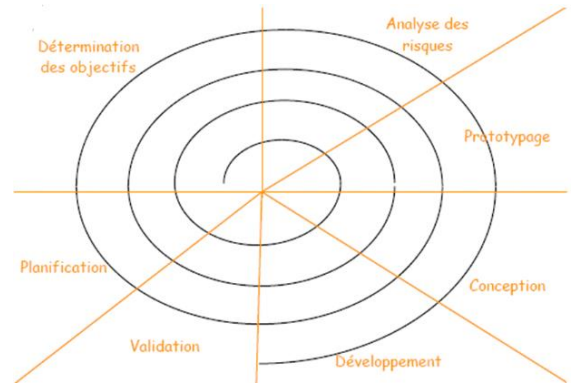 Analyse des
risques
Détermination
des objectifs
Prototypage
Planification
Conception
Validation
Développement